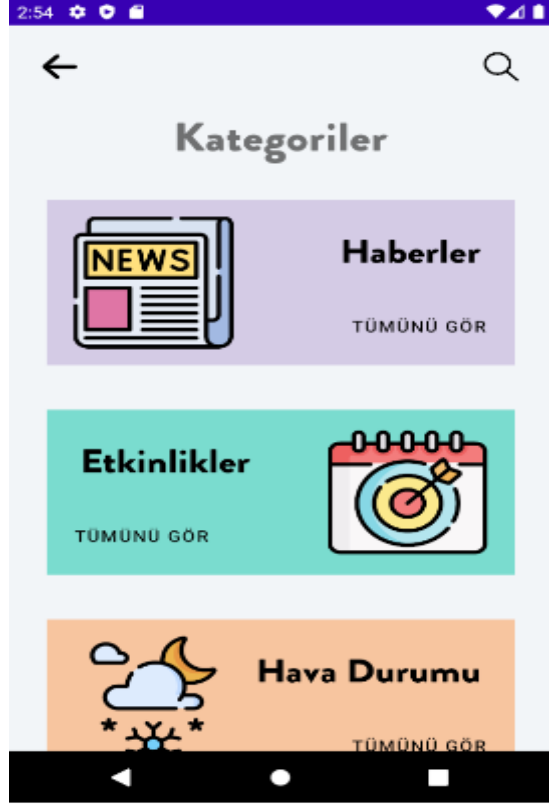 2:54
Kategoriler
NEWS
Haberler
TÜMÜNÜ GÖR
Etkinlikler
TÜMÜNÜ GÖR
Hava Durumu
TÜMÜNÜ GÖR